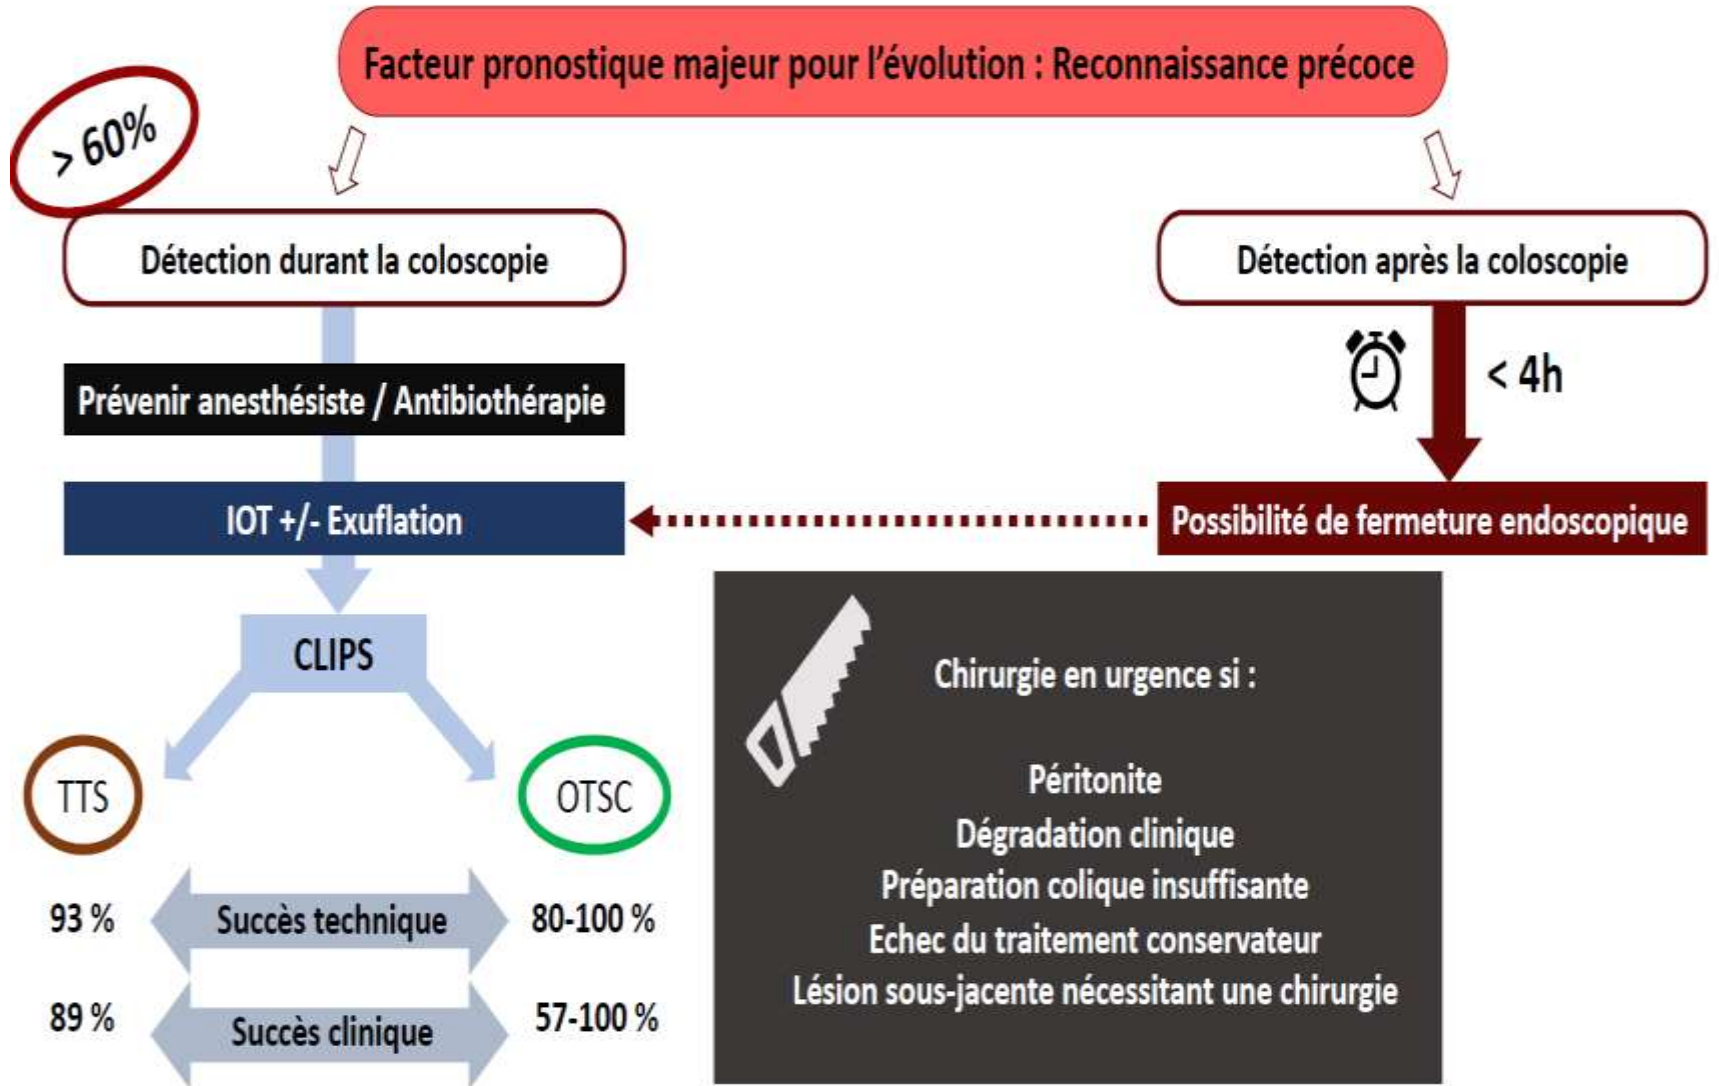 Facteur pronostique majeur pour l'évolution : Reconnaissance précoce
> 60%
Détection durant la coloscopie
Détection après la coloscopie
< 4h
Prévenir anesthésiste / Antibiothérapie
IOT +/- Exuflation
Possibilité de fermeture endoscopique
CLIPS
TTS
OTSC
93 %
Succès technique
80-100 %
89 %
Succès clinique
57-100 %
Chirurgie en urgence si :
Péritonite
Dégradation clinique
Préparation colique insuffisante
Echec du traitement conservateur
Lésion sous-jacente nécessitant une chirurgie